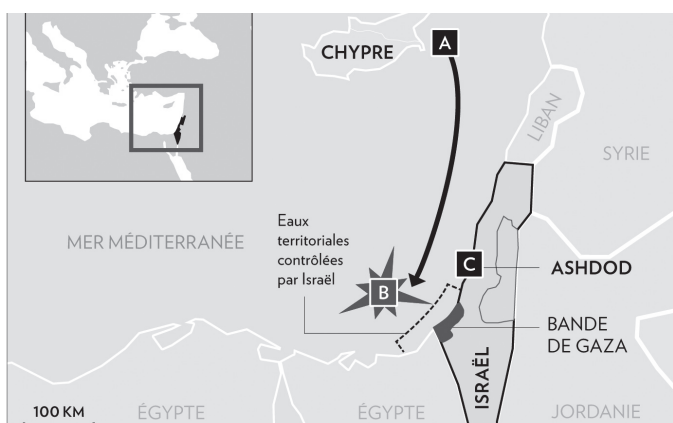 CHYPRE
A
LIBAN
SYRIE
MER MÉDITERRANÉE
Eaux
territoriales
contrôlées
par Israël
B
C
ASHDOD
BANDE
DE GAZA
ISRAËL
100 KM
ÉGYPTE
ÉGYPTE
JORDANIE